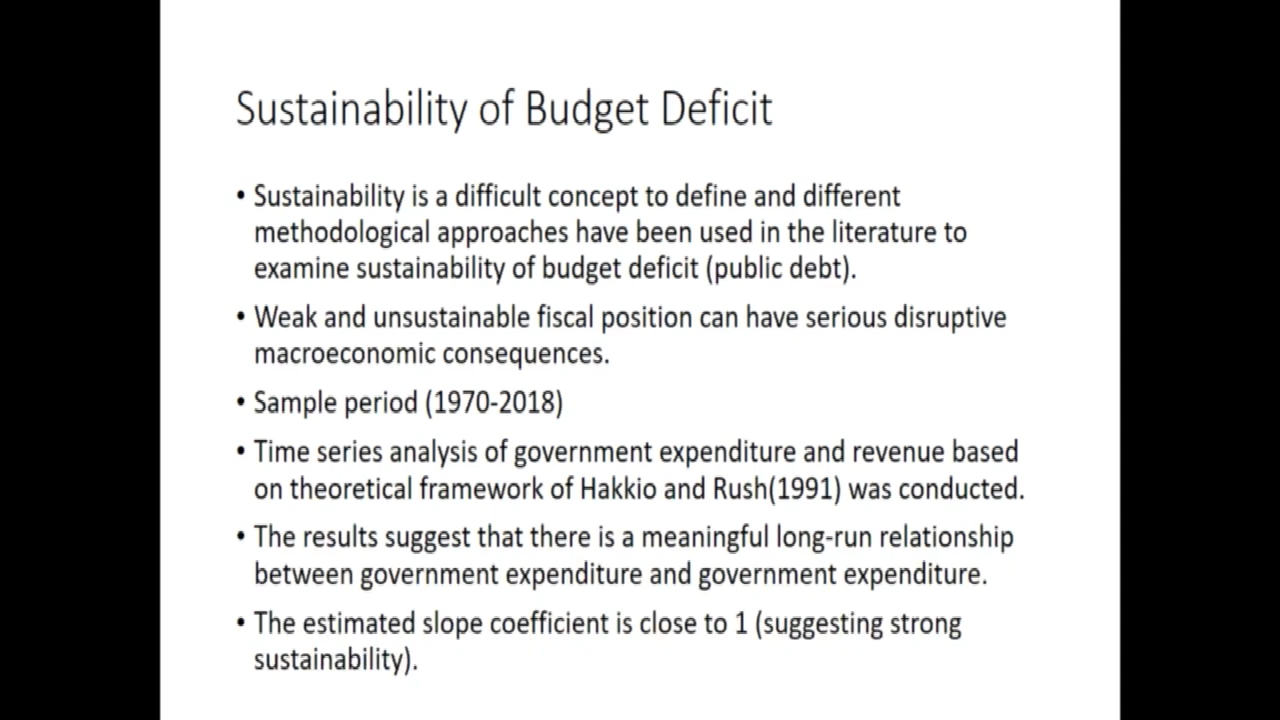 Sustainability of Budget Deficit
• Sustainability is a difficult concept to define and different
methodological approaches have been used in the literature to
examine sustainability of budget deficit (public debt).
• Weak and unsustainable fiscal position can have serious disruptive
macroeconomic consequences.
• Sample period (1970-2018)
• Time series analysis of government expenditure and revenue based
on theoretical framework of Hakkio and Rush(1991) was conducted.
• The results suggest that there is a meaningful long-run relationship
between government expenditure and government expenditure.
• The estimated slope coefficient is close to 1 (suggesting strong
sustainability).